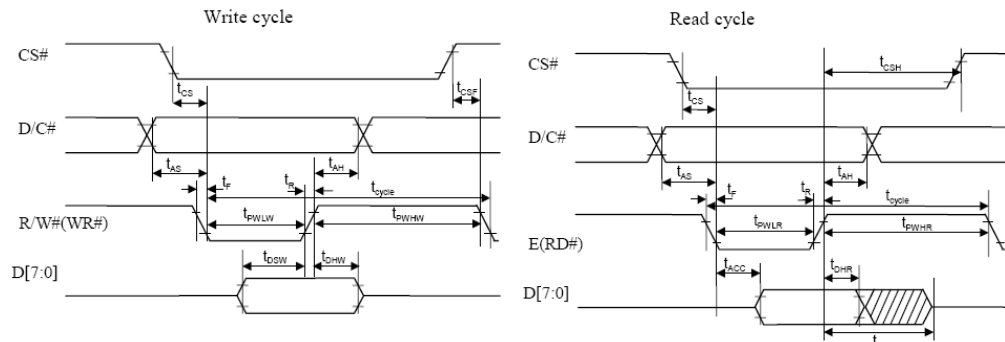 Write cycle
CS#
tCS
tCSF
D/C#
tAS
tAH
tF
tR
tcycle
R/W#(WR#)
tPWLW
tPWHW
tDSW
tDHW
D[7:0]
Read cycle
CS#
tCSH
tCS
D/C#
tAS
tAH
tF
tR
tcycle
E(RD#)
tPWLR
tPWHR
tACC
tDHR
D[7:0]
t